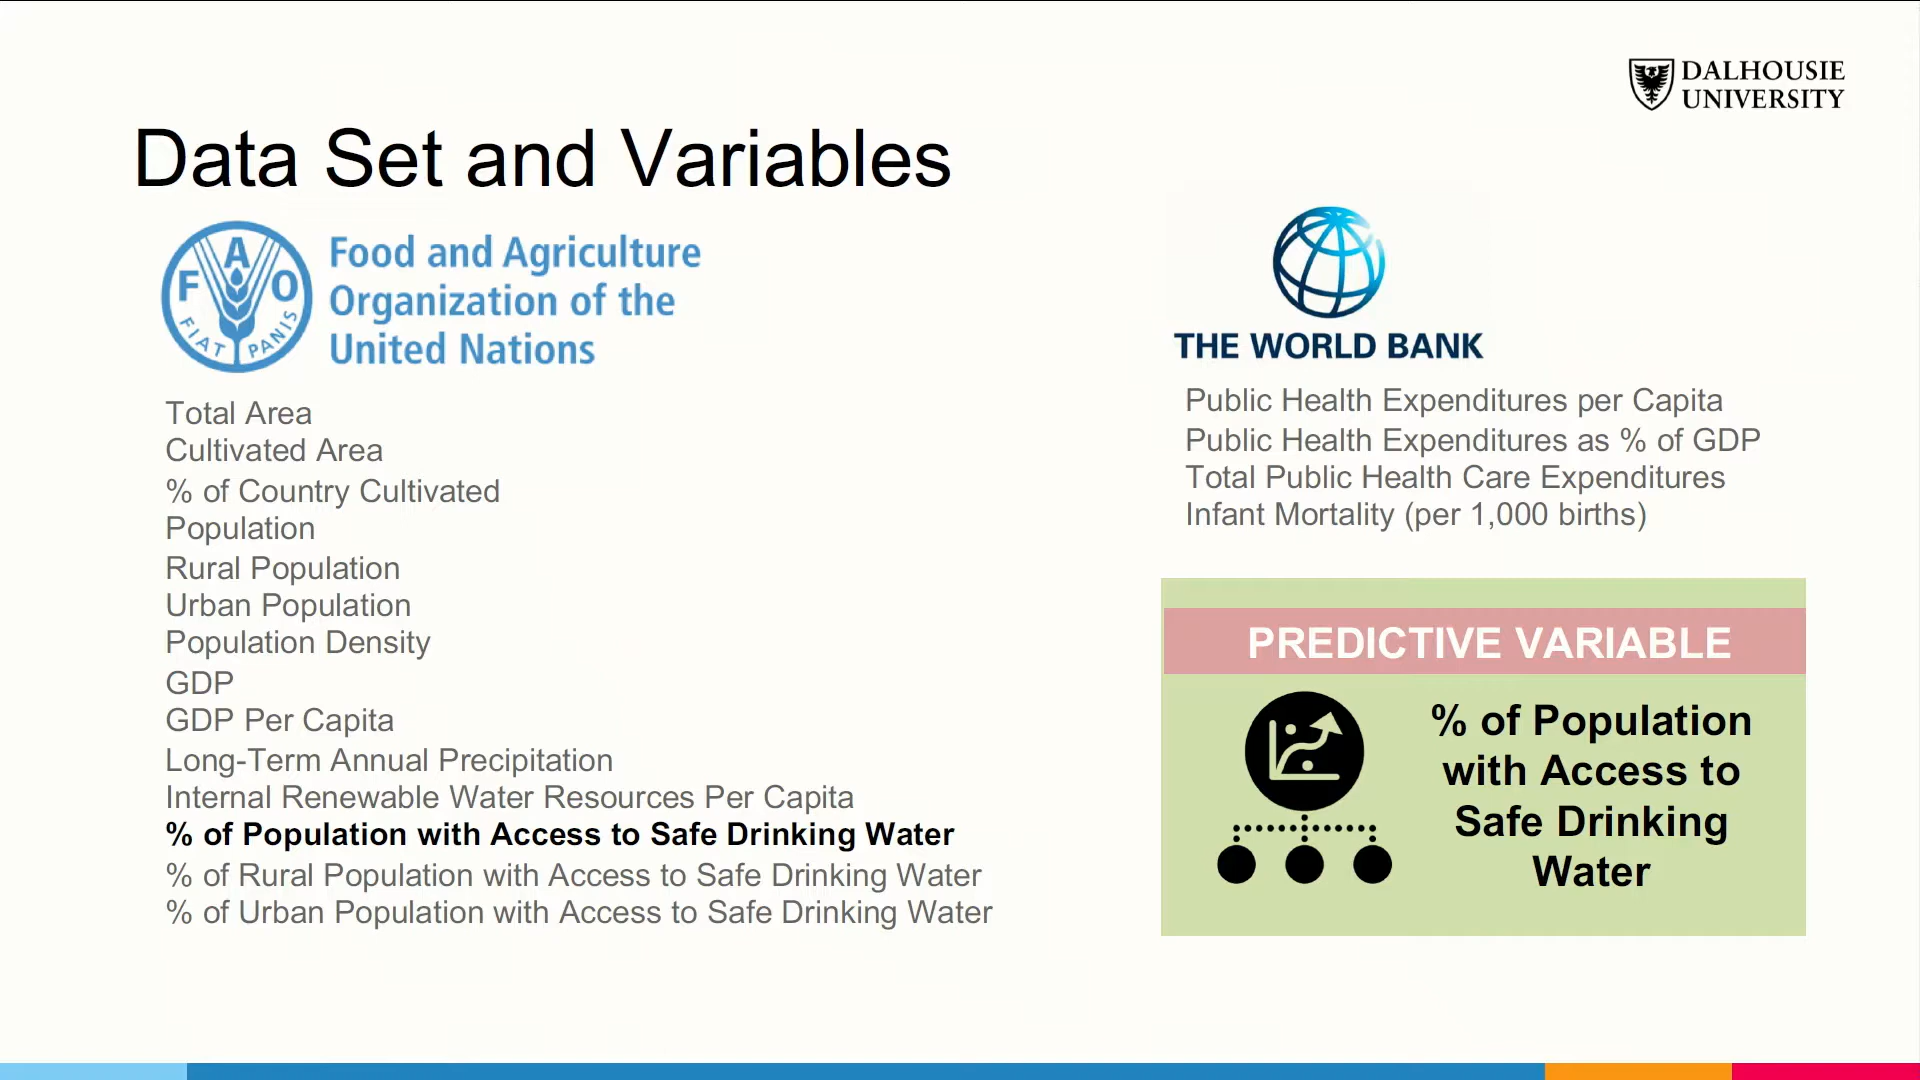 DALHOUSIE
UNIVERSITY
Data Set and Variables
F A O
FIAT PANIS
Food and Agriculture
Organization of the
United Nations
Total Area
Cultivated Area
% of Country Cultivated
Population
Rural Population
Urban Population
Population Density
GDP
GDP Per Capita
Long-Term Annual Precipitation
Internal Renewable Water Resources Per Capita
% of Population with Access to Safe Drinking Water
% of Rural Population with Access to Safe Drinking Water
% of Urban Population with Access to Safe Drinking Water
THE WORLD BANK
Public Health Expenditures per Capita
Public Health Expenditures as % of GDP
Total Public Health Care Expenditures
Infant Mortality (per 1,000 births)
PREDICTIVE VARIABLE
% of Population
with Access to
Safe Drinking
Water